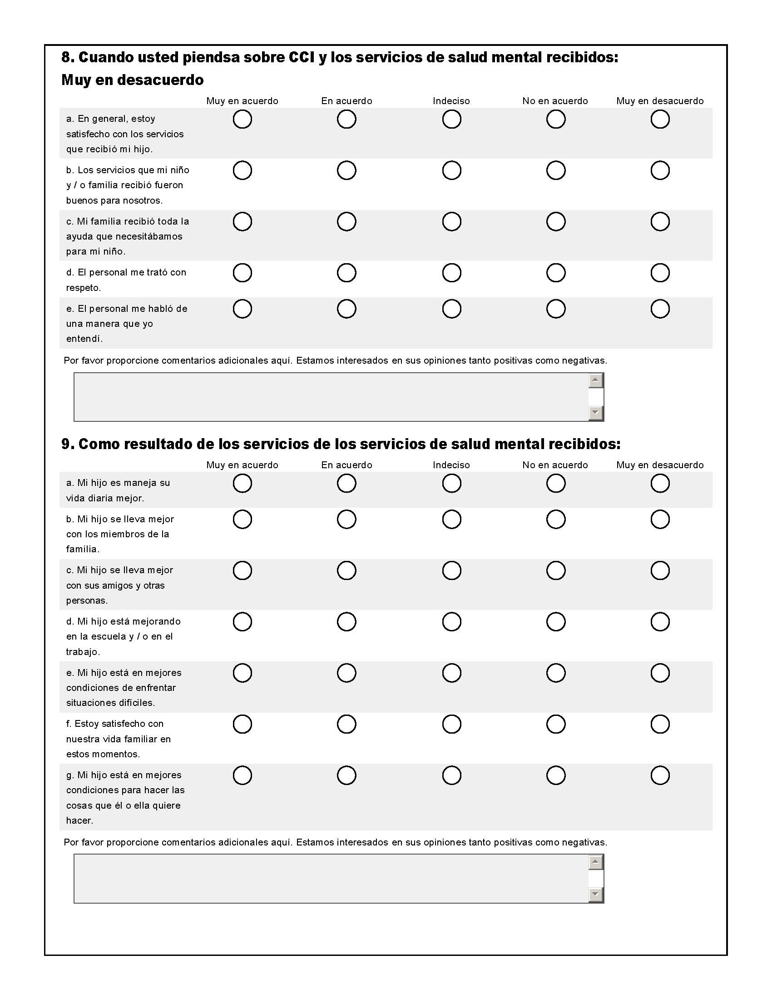 8. Cuando usted piendsa sobre CCI y los servicios de salud mental recibidos:
Muy en desacuerdo
Muy en acuerdo En acuerdo Indeciso No en acuerdo Muy en desacuerdo
a. En general, estoy
satisfecho con los servicios
que recibió mi hijo.
b. Los servicios que mi niño
y / o familia recibió fueron
buenos para nosotros.
c. Mi familia recibió toda la
ayuda que necesitábamos
para mi niño.
d. El personal me trató con
respeto.
e. El personal me habló de
una manera que yo
entendí.
Por favor proporcione comentarios adicionales aquí. Estamos interesados en sus opiniones tanto positivas como negativas.
9. Como resultado de los servicios de los servicios de salud mental recibidos:
Muy en acuerdo En acuerdo Indeciso No en acuerdo Muy en desacuerdo
a. Mi hijo es maneja su
vida diaria mejor.
b. Mi hijo se lleva mejor
con los miembros de la
familia.
c. Mi hijo se lleva mejor
con sus amigos y otras
personas.
d. Mi hijo está mejorando
en la escuela y / o en el
trabajo.
e. Mi hijo está en mejores
condiciones de enfrentar
situaciones difíciles.
f. Estoy satisfecho con
nuestra vida familiar en
estos momentos.
g. Mi hijo está en mejores
condiciones para hacer las
cosas que él o ella quiere
hacer.
Por favor proporcione comentarios adicionales aquí. Estamos interesados en sus opiniones tanto positivas como negativas.